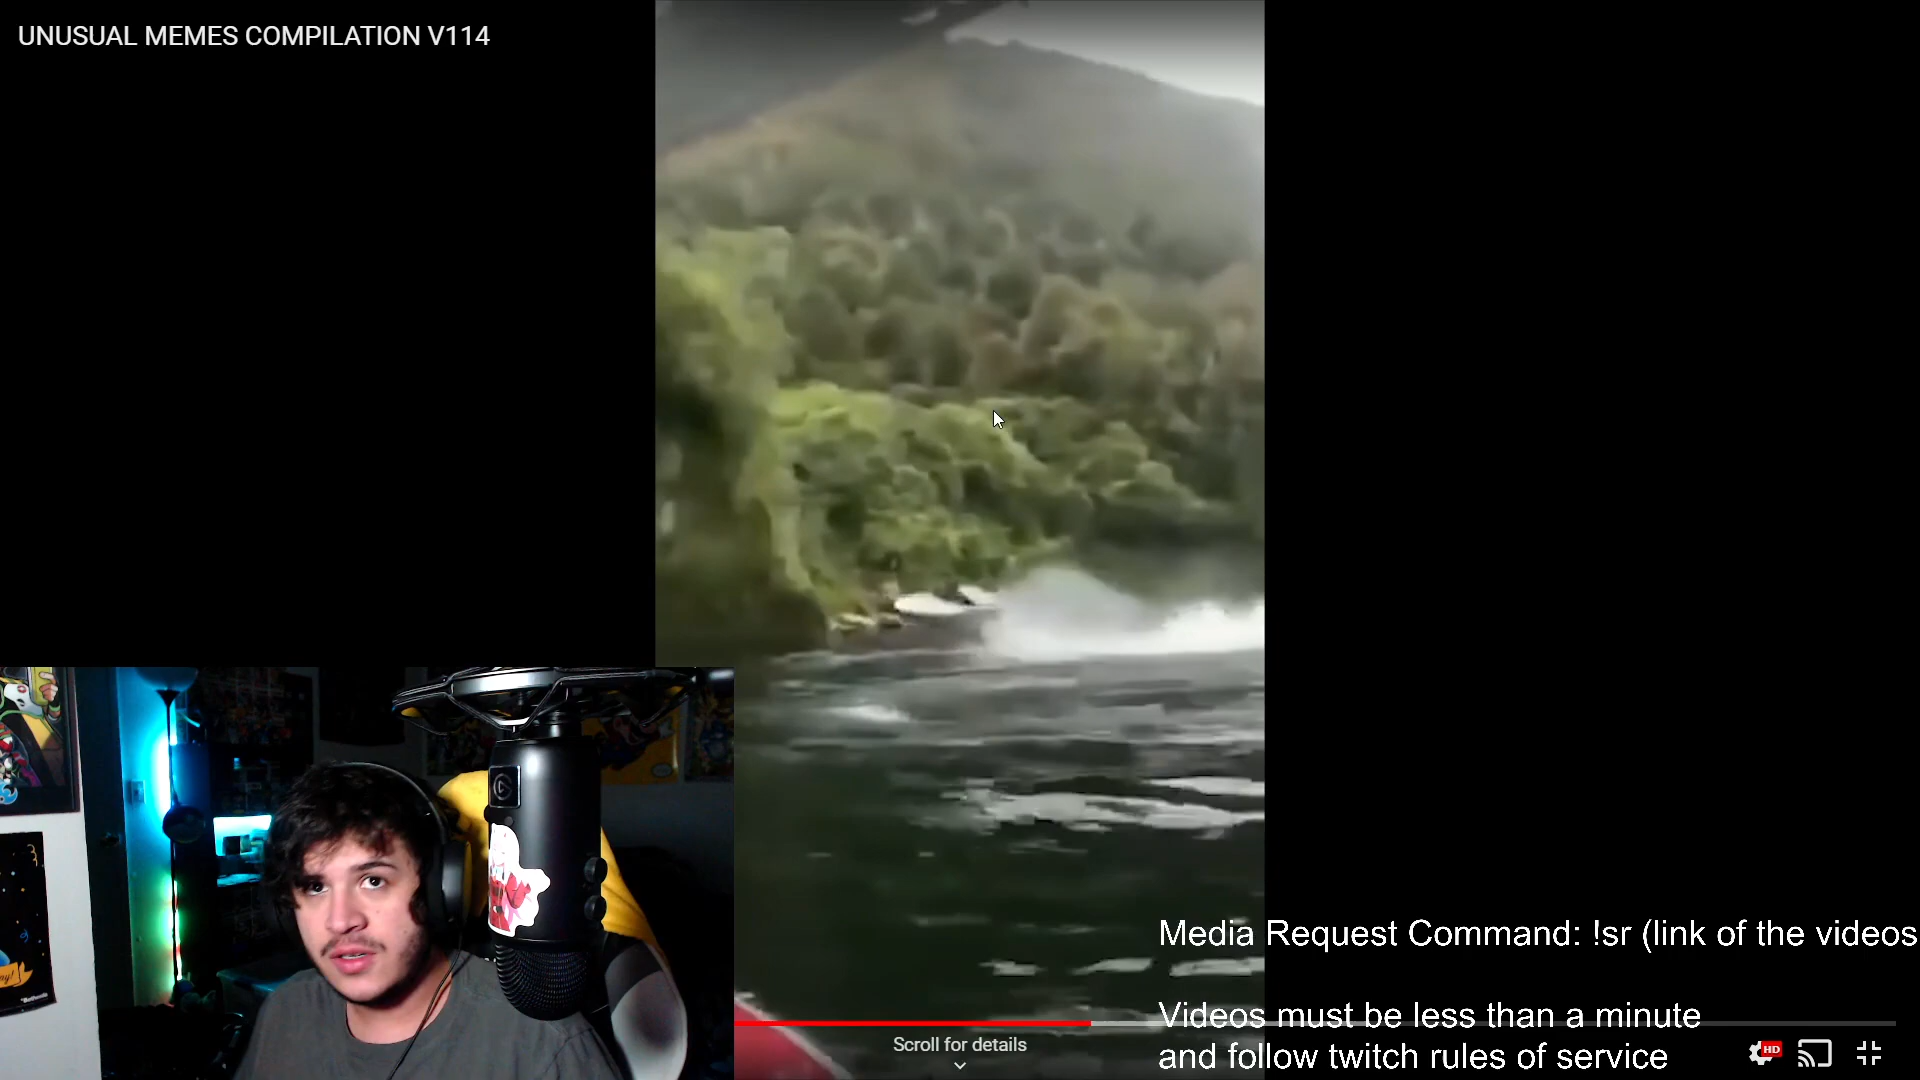 UNUSUAL MEMES COMPILATION V114
Media Request Command: !sr (link of the videos
Videos must be less than a minute
and follow twitch rules of service
Scroll for details
HD